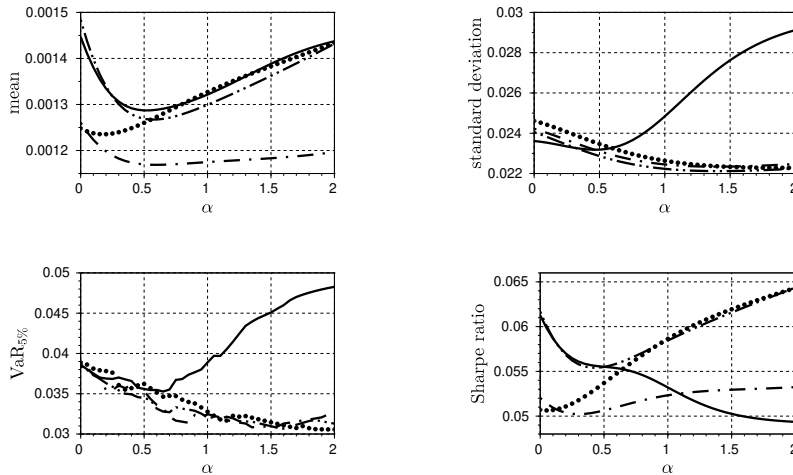 0.0015
0.0014
0.0013
0.0012
mean
0 0.5 1 1.5 2
α
0.03
0.028
0.026
0.024
0.022
standard deviation
0 0.5 1 1.5 2
α
0.05
0.045
0.04
0.035
0.03
VaR5%
0 0.5 1 1.5 2
α
0.065
0.06
0.055
0.05
Sharpe ratio
0 0.5 1 1.5 2
α